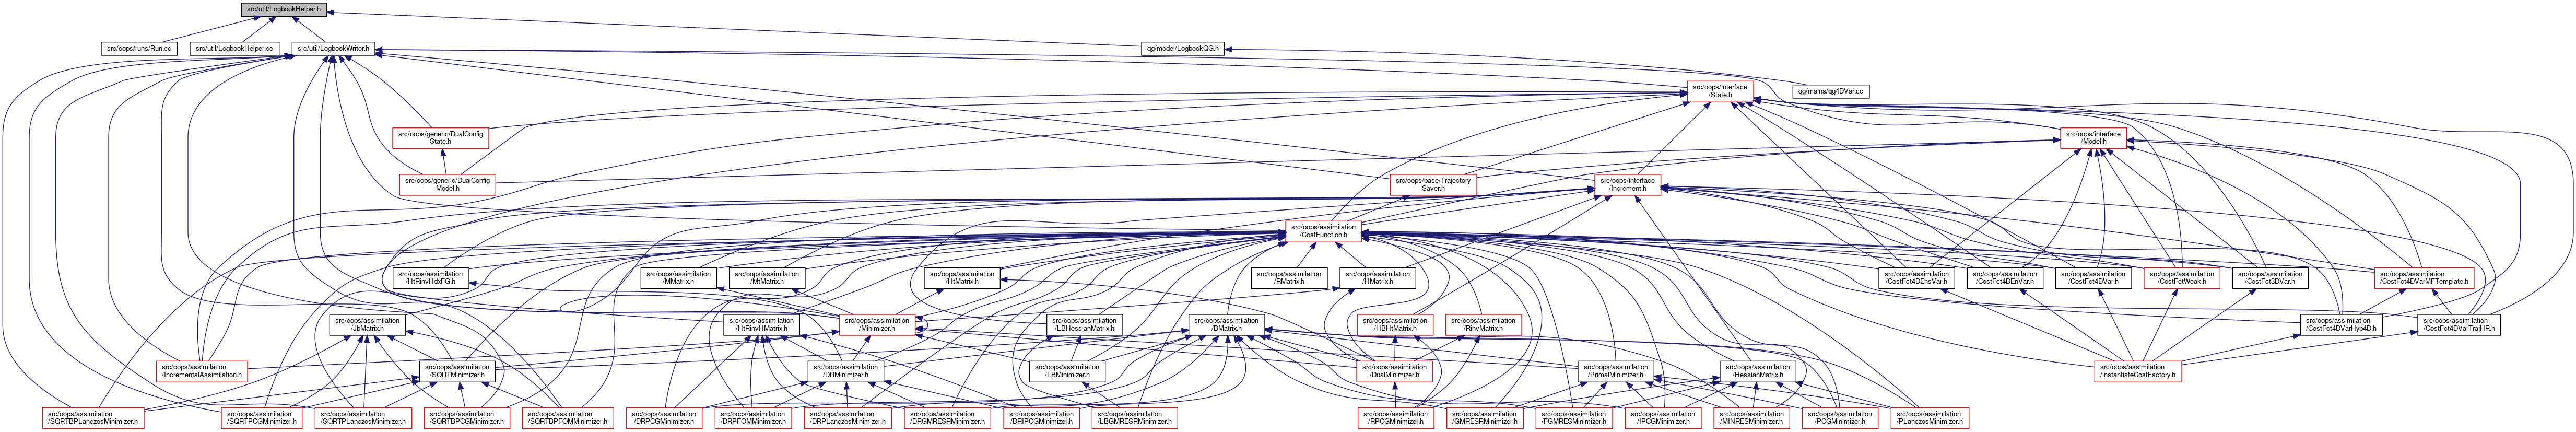 src/util/LogbookHelper.h
src/oops/runs/Run.cc
src/util/LogbookHelper.cc
src/util/LogbookWriter.h
qg/model/LogbookQG.h
src/oops/interface
/State.h
qg/mains/qg4DVar.cc
src/oops/generic/DualConfig
State.h
src/oops/interface
/Model.h
src/oops/generic/DualConfig
Model.h
src/oops/base/Trajectory
Saver.h
src/oops/interface
/Increment.h
src/oops/assimilation
/CostFunction.h
src/oops/assimilation
/HtRinvHdxFG.h
src/oops/assimilation
/MMatrix.h
src/oops/assimilation
/MtMatrix.h
src/oops/assimilation
/HtMatrix.h
src/oops/assimilation
/RMatrix.h
src/oops/assimilation
/HMatrix.h
src/oops/assimilation
/CostFct4DEnsVar.h
src/oops/assimilation
/CostFct4DEnVar.h
src/oops/assimilation
/CostFct4DVar.h
src/oops/assimilation
/CostFctWeak.h
src/oops/assimilation
/CostFct3DVar.h
src/oops/assimilation
/CostFct4DVarMFTemplate.h
src/oops/assimilation
/JbMatrix.h
src/oops/assimilation
/HtRinvHMatrix.h
src/oops/assimilation
/Minimizer.h
src/oops/assimilation
/LBHessianMatrix.h
src/oops/assimilation
/BMatrix.h
src/oops/assimilation
/HBHtMatrix.h
src/oops/assimilation
/RinvMatrix.h
src/oops/assimilation
/CostFct4DVarHyb4D.h
src/oops/assimilation
/CostFct4DVarTrajHR.h
src/oops/assimilation
/IncrementalAssimilation.h
src/oops/assimilation
/SQRTMinimizer.h
src/oops/assimilation
/DRMinimizer.h
src/oops/assimilation
/LBMinimizer.h
src/oops/assimilation
/DualMinimizer.h
src/oops/assimilation
/PrimalMinimizer.h
src/oops/assimilation
/HessianMatrix.h
src/oops/assimilation
/instantiateCostFactory.h
src/oops/assimilation
/SQRTBPLanczosMinimizer.h
src/oops/assimilation
/SQRTPCGMinimizer.h
src/oops/assimilation
/SQRTPLanczosMinimizer.h
src/oops/assimilation
/SQRTBPCGMinimizer.h
src/oops/assimilation
/SQRTBPFOMMinimizer.h
src/oops/assimilation
/DRPCGMinimizer.h
src/oops/assimilation
/DRPFOMMinimizer.h
src/oops/assimilation
/DRPLanczosMinimizer.h
src/oops/assimilation
/DRGMRESRMinimizer.h
src/oops/assimilation
/DRIPCGMinimizer.h
src/oops/assimilation
/LBGMRESRMinimizer.h
src/oops/assimilation
/RPCGMinimizer.h
src/oops/assimilation
/GMRESRMinimizer.h
src/oops/assimilation
/FGMRESMinimizer.h
src/oops/assimilation
/IPCGMinimizer.h
src/oops/assimilation
/MINRESMinimizer.h
src/oops/assimilation
/PCGMinimizer.h
src/oops/assimilation
/PLanczosMinimizer.h